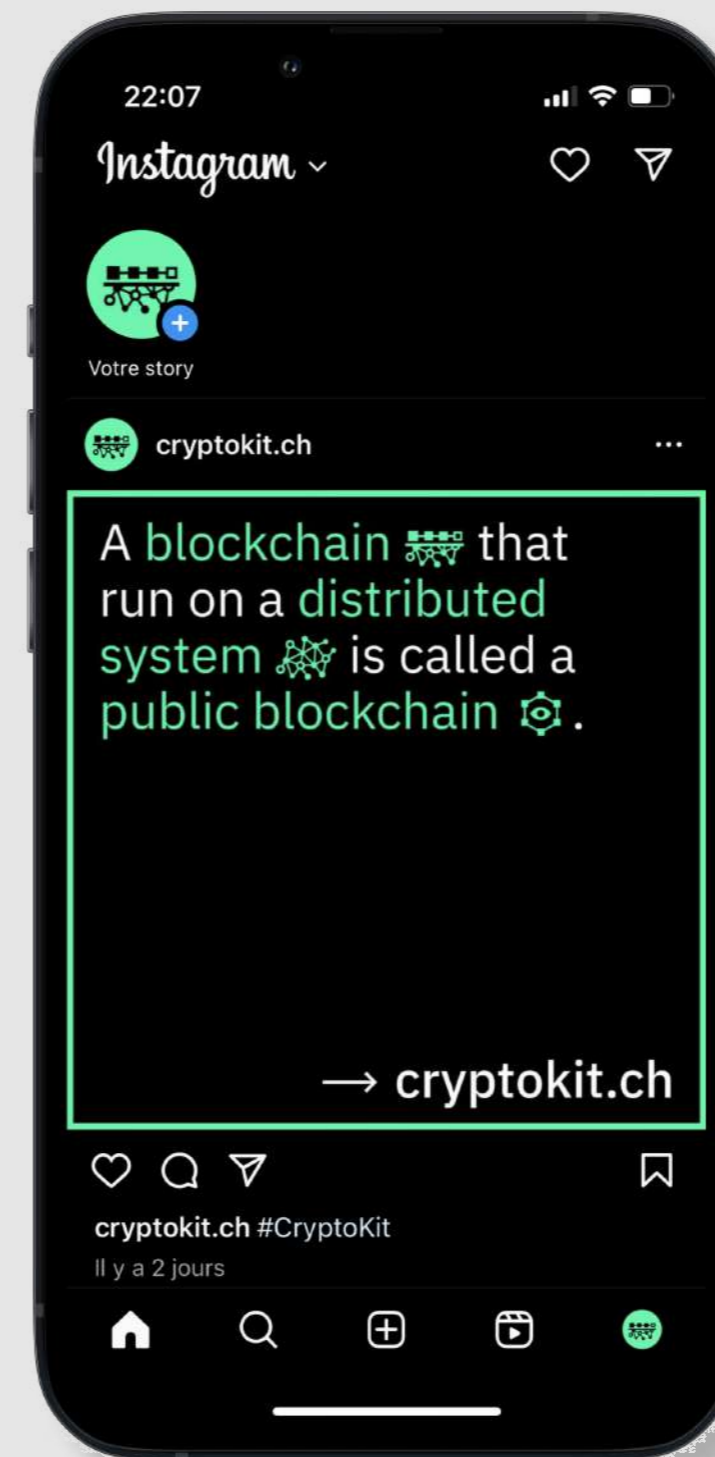 22:07
Instagram
Votre story
cryptokit.ch
A blockchain that
run on a distributed
system is called a
public blockchain .
→ cryptokit.ch
cryptokit.ch #CryptoKit
Il y a 2 jours